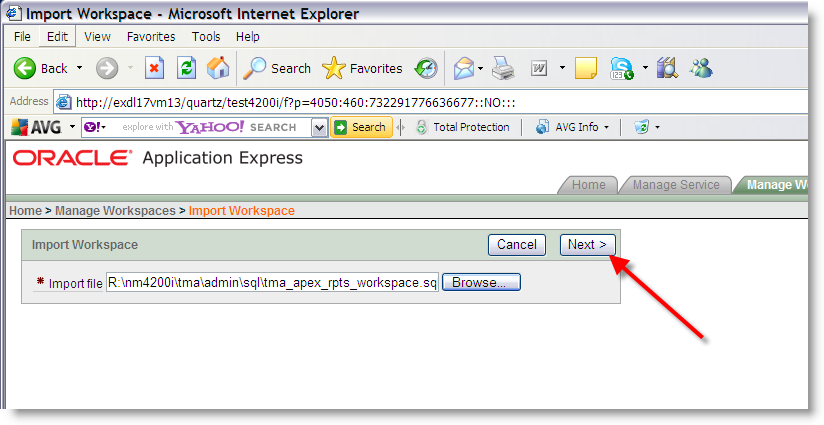 Import Workspace - Microsoft Internet Explorer
File Edit View Favorites Tools Help
Back Search Favorites W 123
Address http://exdl17vm13/quartz/test4200i/f?p=4050:460:732291776636677::NO:::
AVG Y! explore with YAHOO! SEARCH Search Total Protection AVG Info ?
ORACLE Application Express
Home Manage Service Manage Wo
Home > Manage Workspaces > Import Workspace
Import Workspace Cancel Next >
* Import file R:\nm4200i\tma\admin\sql\tma_apex_rpts_workspace.sq Browse...